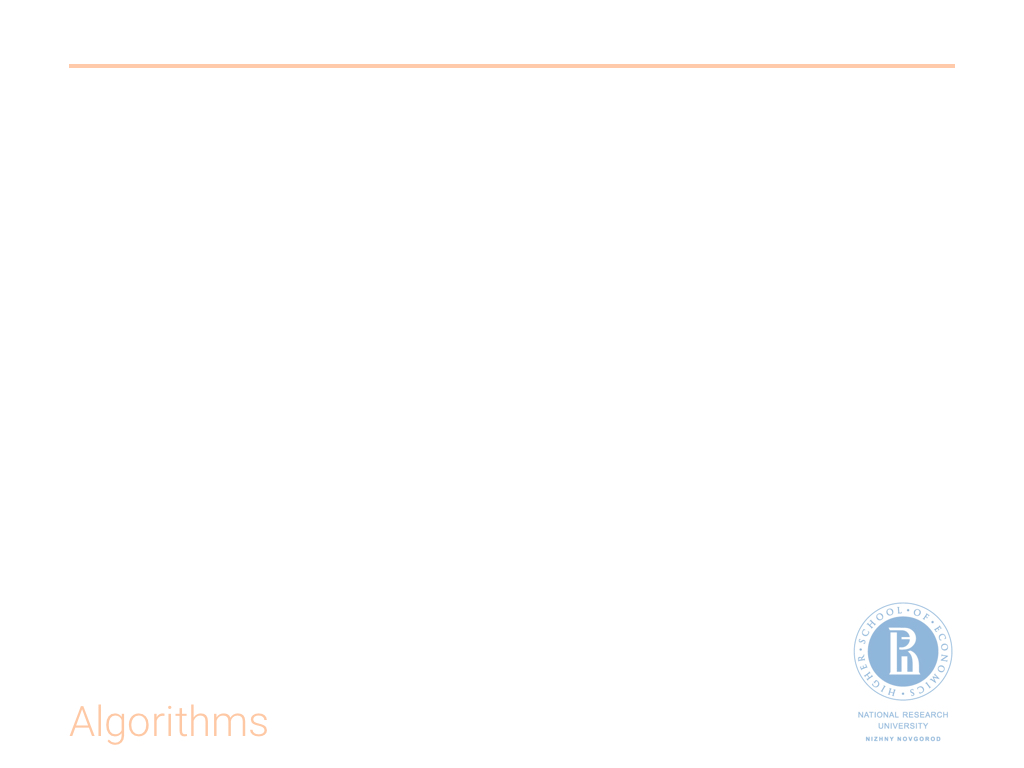 HIGHER SCHOOL OF ECONOMICS
NATIONAL RESEARCH
UNIVERSITY
NIZHNY NOVGOROD
Algorithms